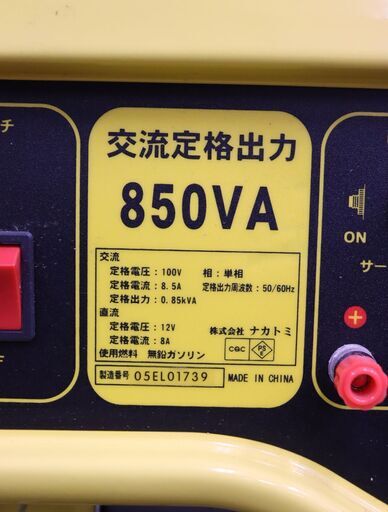 チ
交流定格出力
850VA
交流
定格電圧：100V 相：単相
定格電流：8.5A 定格出力周波数：50/60Hz
定格出力：0.85kVA
直流
定格電圧：12V
定格電流：8A
株式会社 ナカトミ
使用燃料 無鉛ガソリン
CQC PSE
製造番号 05EL01739 MADE IN CHINA
ON
サー
F